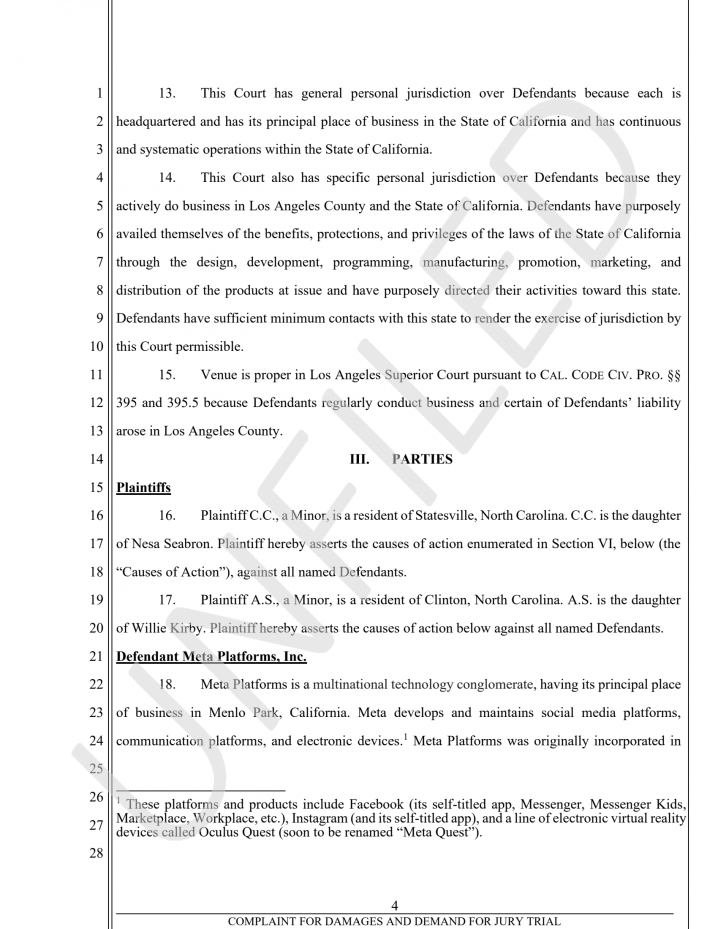 1 13. This Court has general personal jurisdiction over Defendants because each is
2 headquartered and has its principal place of business in the State of California and has continuous
3 and systematic operations within the State of California.
4 14. This Court also has specific personal jurisdiction over Defendants because they
5 actively do business in Los Angeles County and the State of California. Defendants have purposely
6 availed themselves of the benefits, protections, and privileges of the laws of the State of California
7 through the design, development, programming, manufacturing, promotion, marketing, and
8 distribution of the products at issue and have purposely directed their activities toward this state.
9 Defendants have sufficient minimum contacts with this state to render the exercise of jurisdiction by
10 this Court permissible.
11 15. Venue is proper in Los Angeles Superior Court pursuant to CAL. CODE CIV. PRO. §§
12 395 and 395.5 because Defendants regularly conduct business and certain of Defendants’ liability
13 arose in Los Angeles County.
14 III. PARTIES
15 Plaintiffs
16 16. Plaintiff C.C., a Minor, is a resident of Statesville, North Carolina. C.C. is the daughter
17 of Nesa Seabron. Plaintiff hereby asserts the causes of action enumerated in Section VI, below (the
18 “Causes of Action”), against all named Defendants.
19 17. Plaintiff A.S., a Minor, is a resident of Clinton, North Carolina. A.S. is the daughter
20 of Willie Kirby. Plaintiff hereby asserts the causes of action below against all named Defendants.
21 Defendant Meta Platforms, Inc.
22 18. Meta Platforms is a multinational technology conglomerate, having its principal place
23 of business in Menlo Park, California. Meta develops and maintains social media platforms,
24 communication platforms, and electronic devices.1 Meta Platforms was originally incorporated in
25
26 1 These platforms and products include Facebook (its self-titled app, Messenger, Messenger Kids,
27 Marketplace, Workplace, etc.), Instagram (and its self-titled app), and a line of electronic virtual reality
devices called Oculus Quest (soon to be renamed “Meta Quest”).
28
4
COMPLAINT FOR DAMAGES AND DEMAND FOR JURY TRIAL
UNFILED